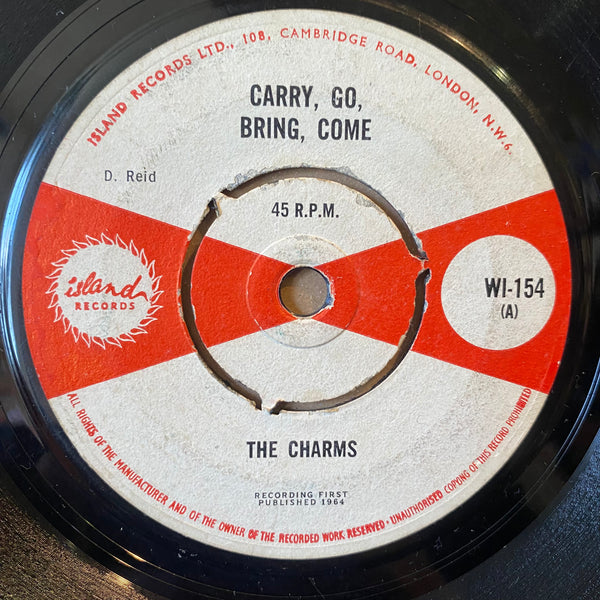 ISLAND RECORDS LTD., 108, CAMBRIDGE ROAD, LONDON, N.W.6.
CARRY, GO,
BRING, COME
D. Reid
45 R.P.M.
island
RECORDS
WI-154
(A)
THE CHARMS
RECORDING FIRST
PUBLISHED 1964
ALL RIGHTS OF THE MANUFACTURER AND OF THE OWNER OF THE RECORDED WORK RESERVED • UNAUTHORISED COPYING OF THIS RECORD PROHIBITED